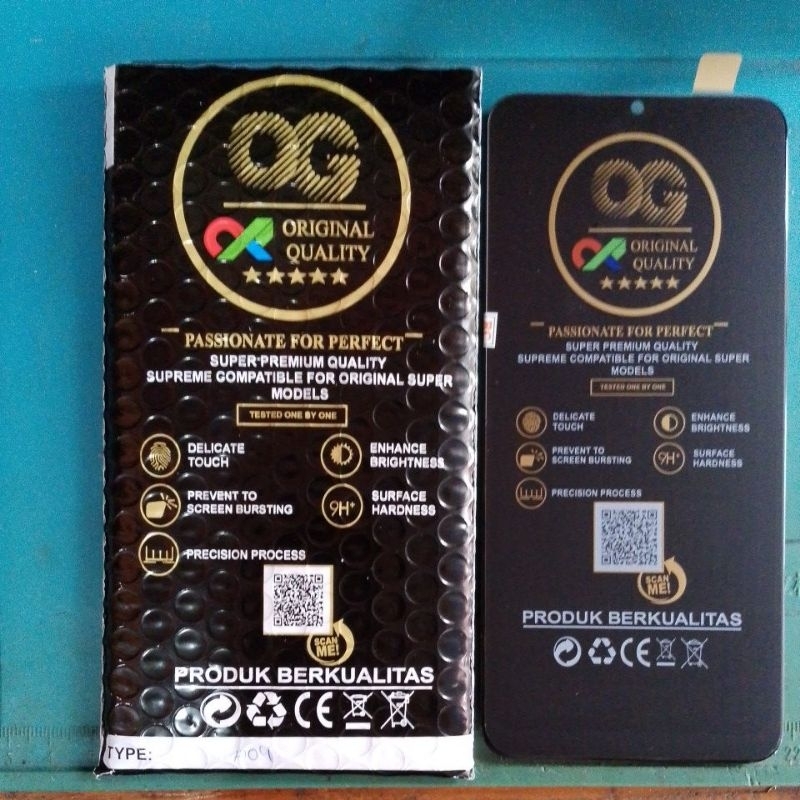 OG
ORIGINAL
QUALITY
PASSIONATE FOR PERFECT
SUPER PREMIUM QUALITY
SUPREME COMPATIBLE FOR ORIGINAL SUPER
MODELS
TESTED ONE BY ONE
DELICATE
TOUCH
ENHANCE
BRIGHTNESS
PREVENT TO
SCREEN BURSTING
9H+
SURFACE
HARDNESS
PRECISION PROCESS
SCAN
ME!
PRODUK BERKUALITAS
CE
TYPE:
OG
ORIGINAL
QUALITY
PASSIONATE FOR PERFECT
SUPER PREMIUM QUALITY
SUPREME COMPATIBLE FOR ORIGINAL SUPER
MODELS
TESTED ONE BY ONE
DELICATE
TOUCH
ENHANCE
BRIGHTNESS
PREVENT TO
SCREEN BURSTING
9H+
SURFACE
HARDNESS
PRECISION PROCESS
SCAN
ME!
PRODUK BERKUALITAS
CE